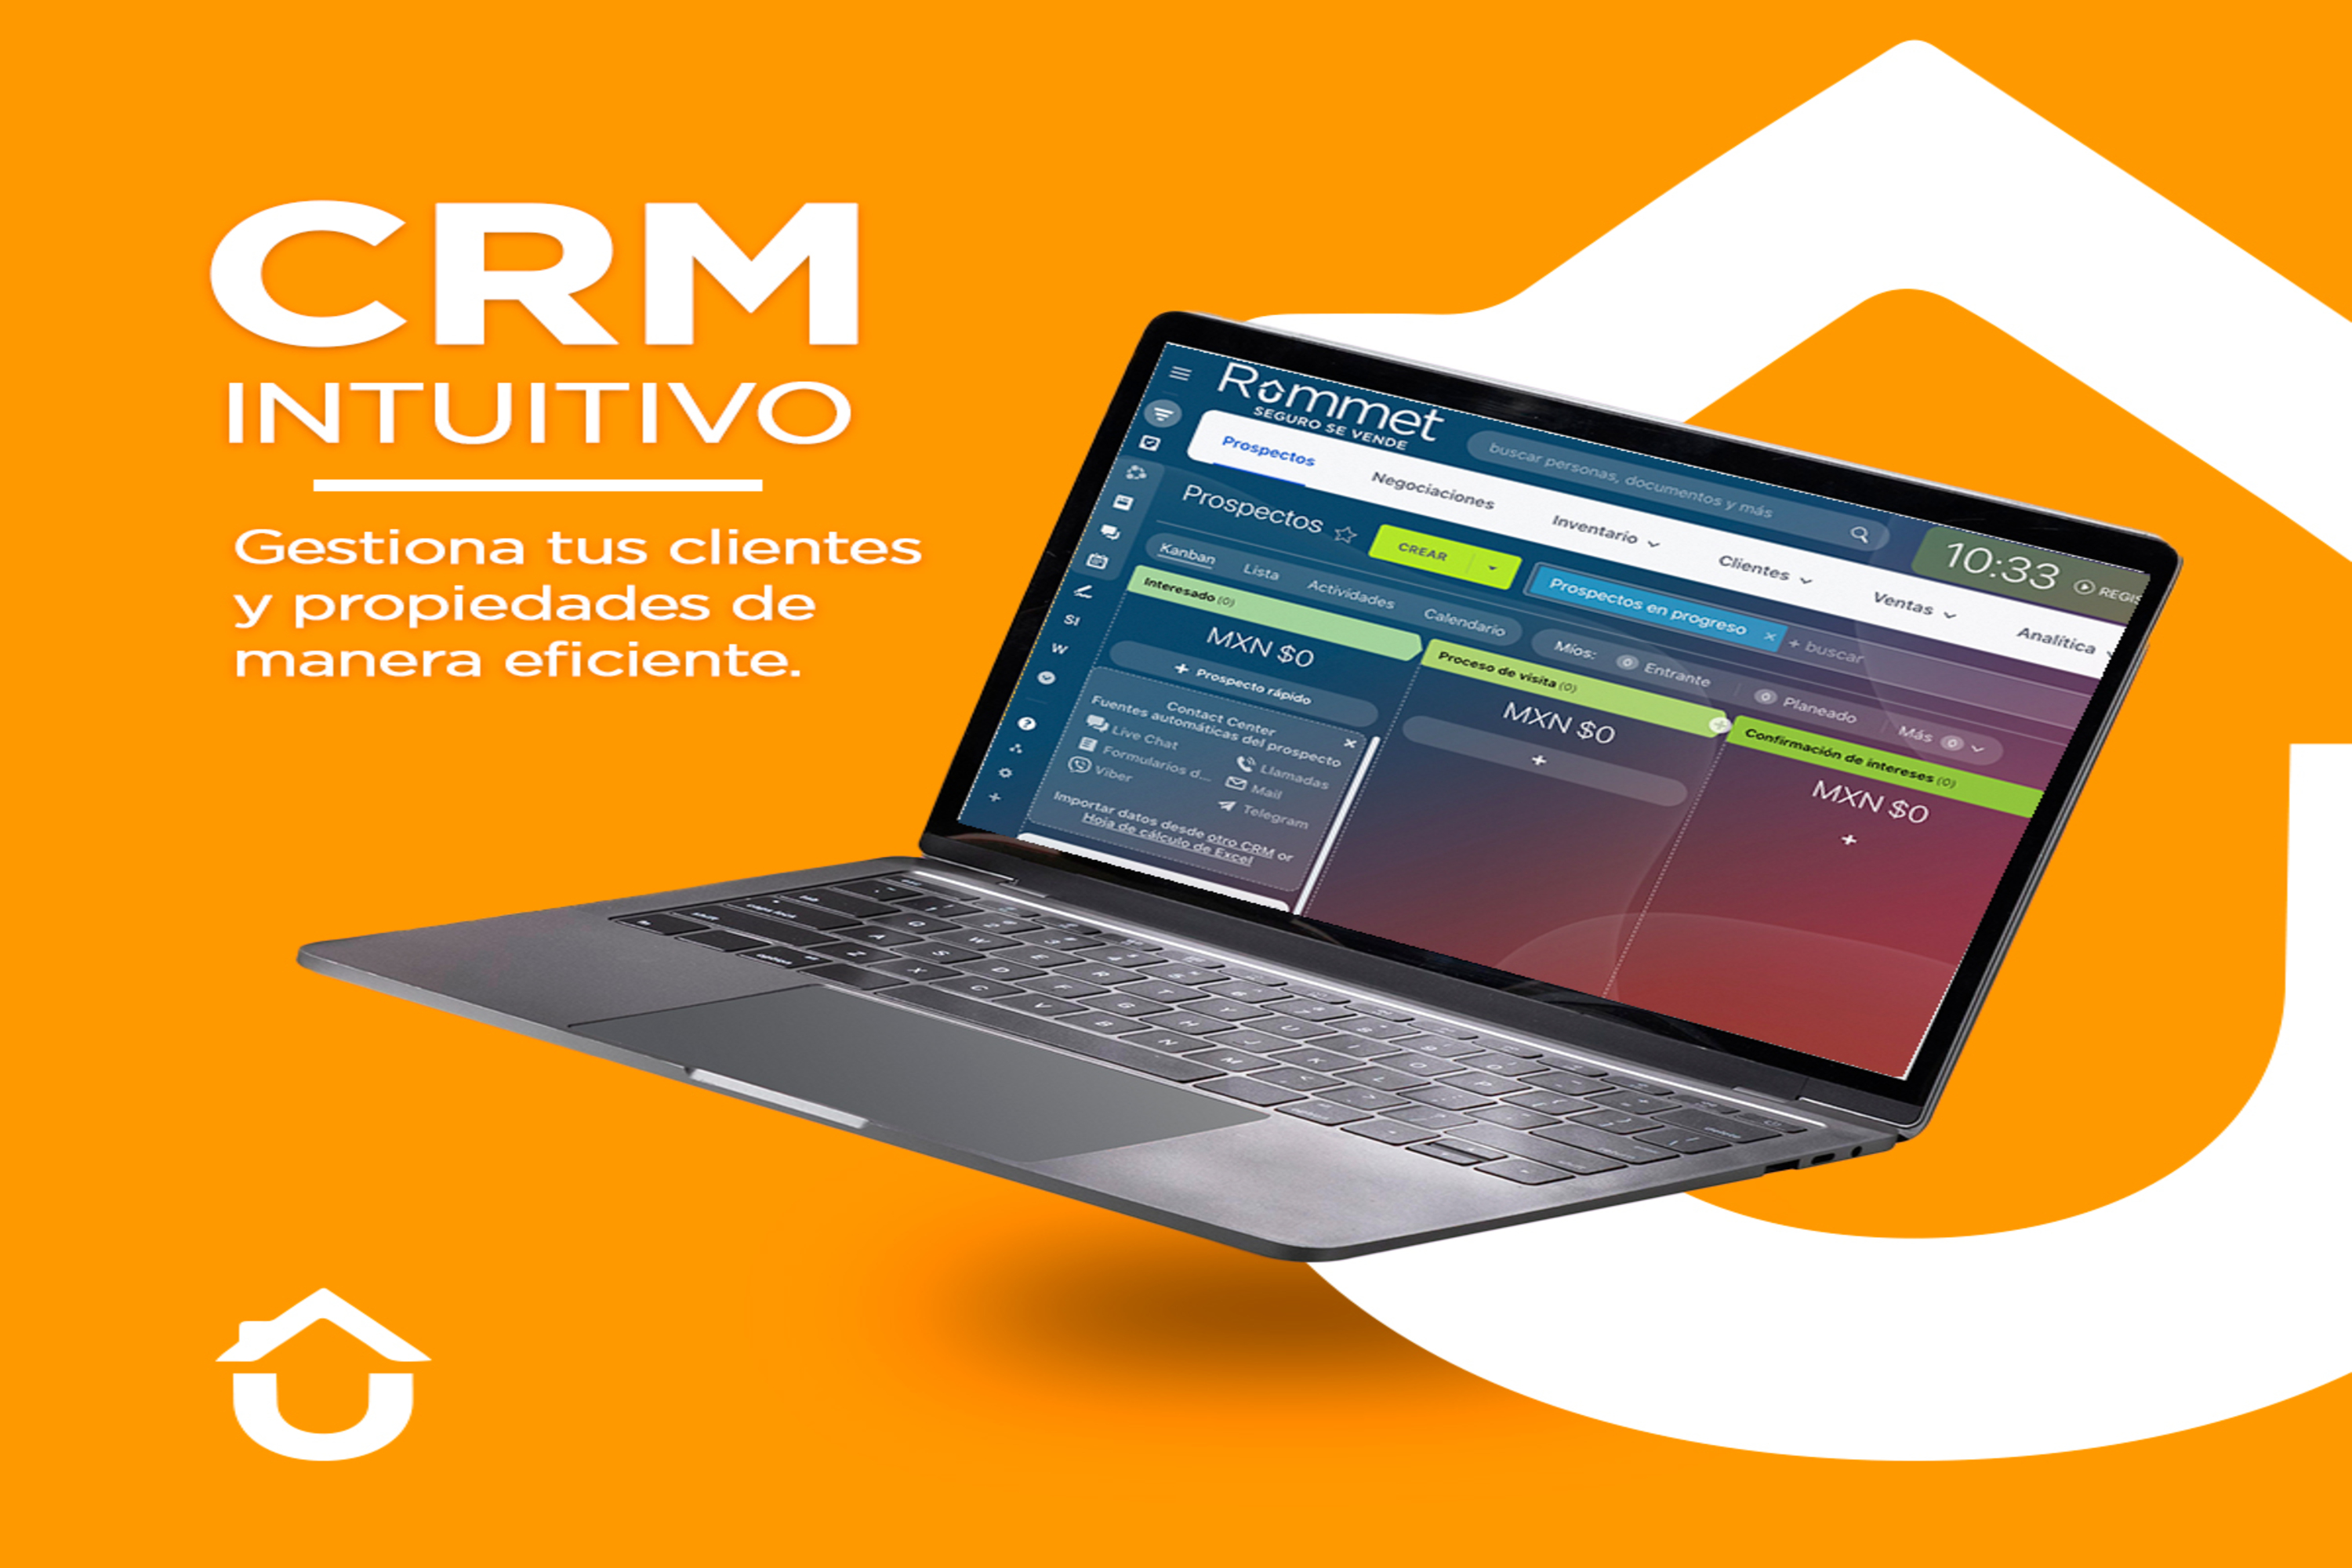 CRM
INTUITIVO
Gestiona tus clientes
y propiedades de
manera eficiente.
Rummet
SEGURO SE VENDE
buscar personas, documentos y más
10:33
REGIS
Prospectos
Negociaciones
Inventario
Clientes
Ventas
Analítica
Prospectos
CREAR
Prospectos en progreso
+ buscar
Kanban
Lista
Actividades
Calendario
Míos:
0 Entrante
0 Planeado
Más 0
Interesado (0)
MXN $0
+ Prospecto rápido
Contact Center
Fuentes automáticas del prospecto
Live Chat
Llamadas
Formularios d...
Mail
Viber
Telegram
Importar datos desde otro CRM or
Hoja de cálculo de Excel
Proceso de visita (0)
MXN $0
+
Confirmación de intereses (0)
MXN $0
+
SI
W